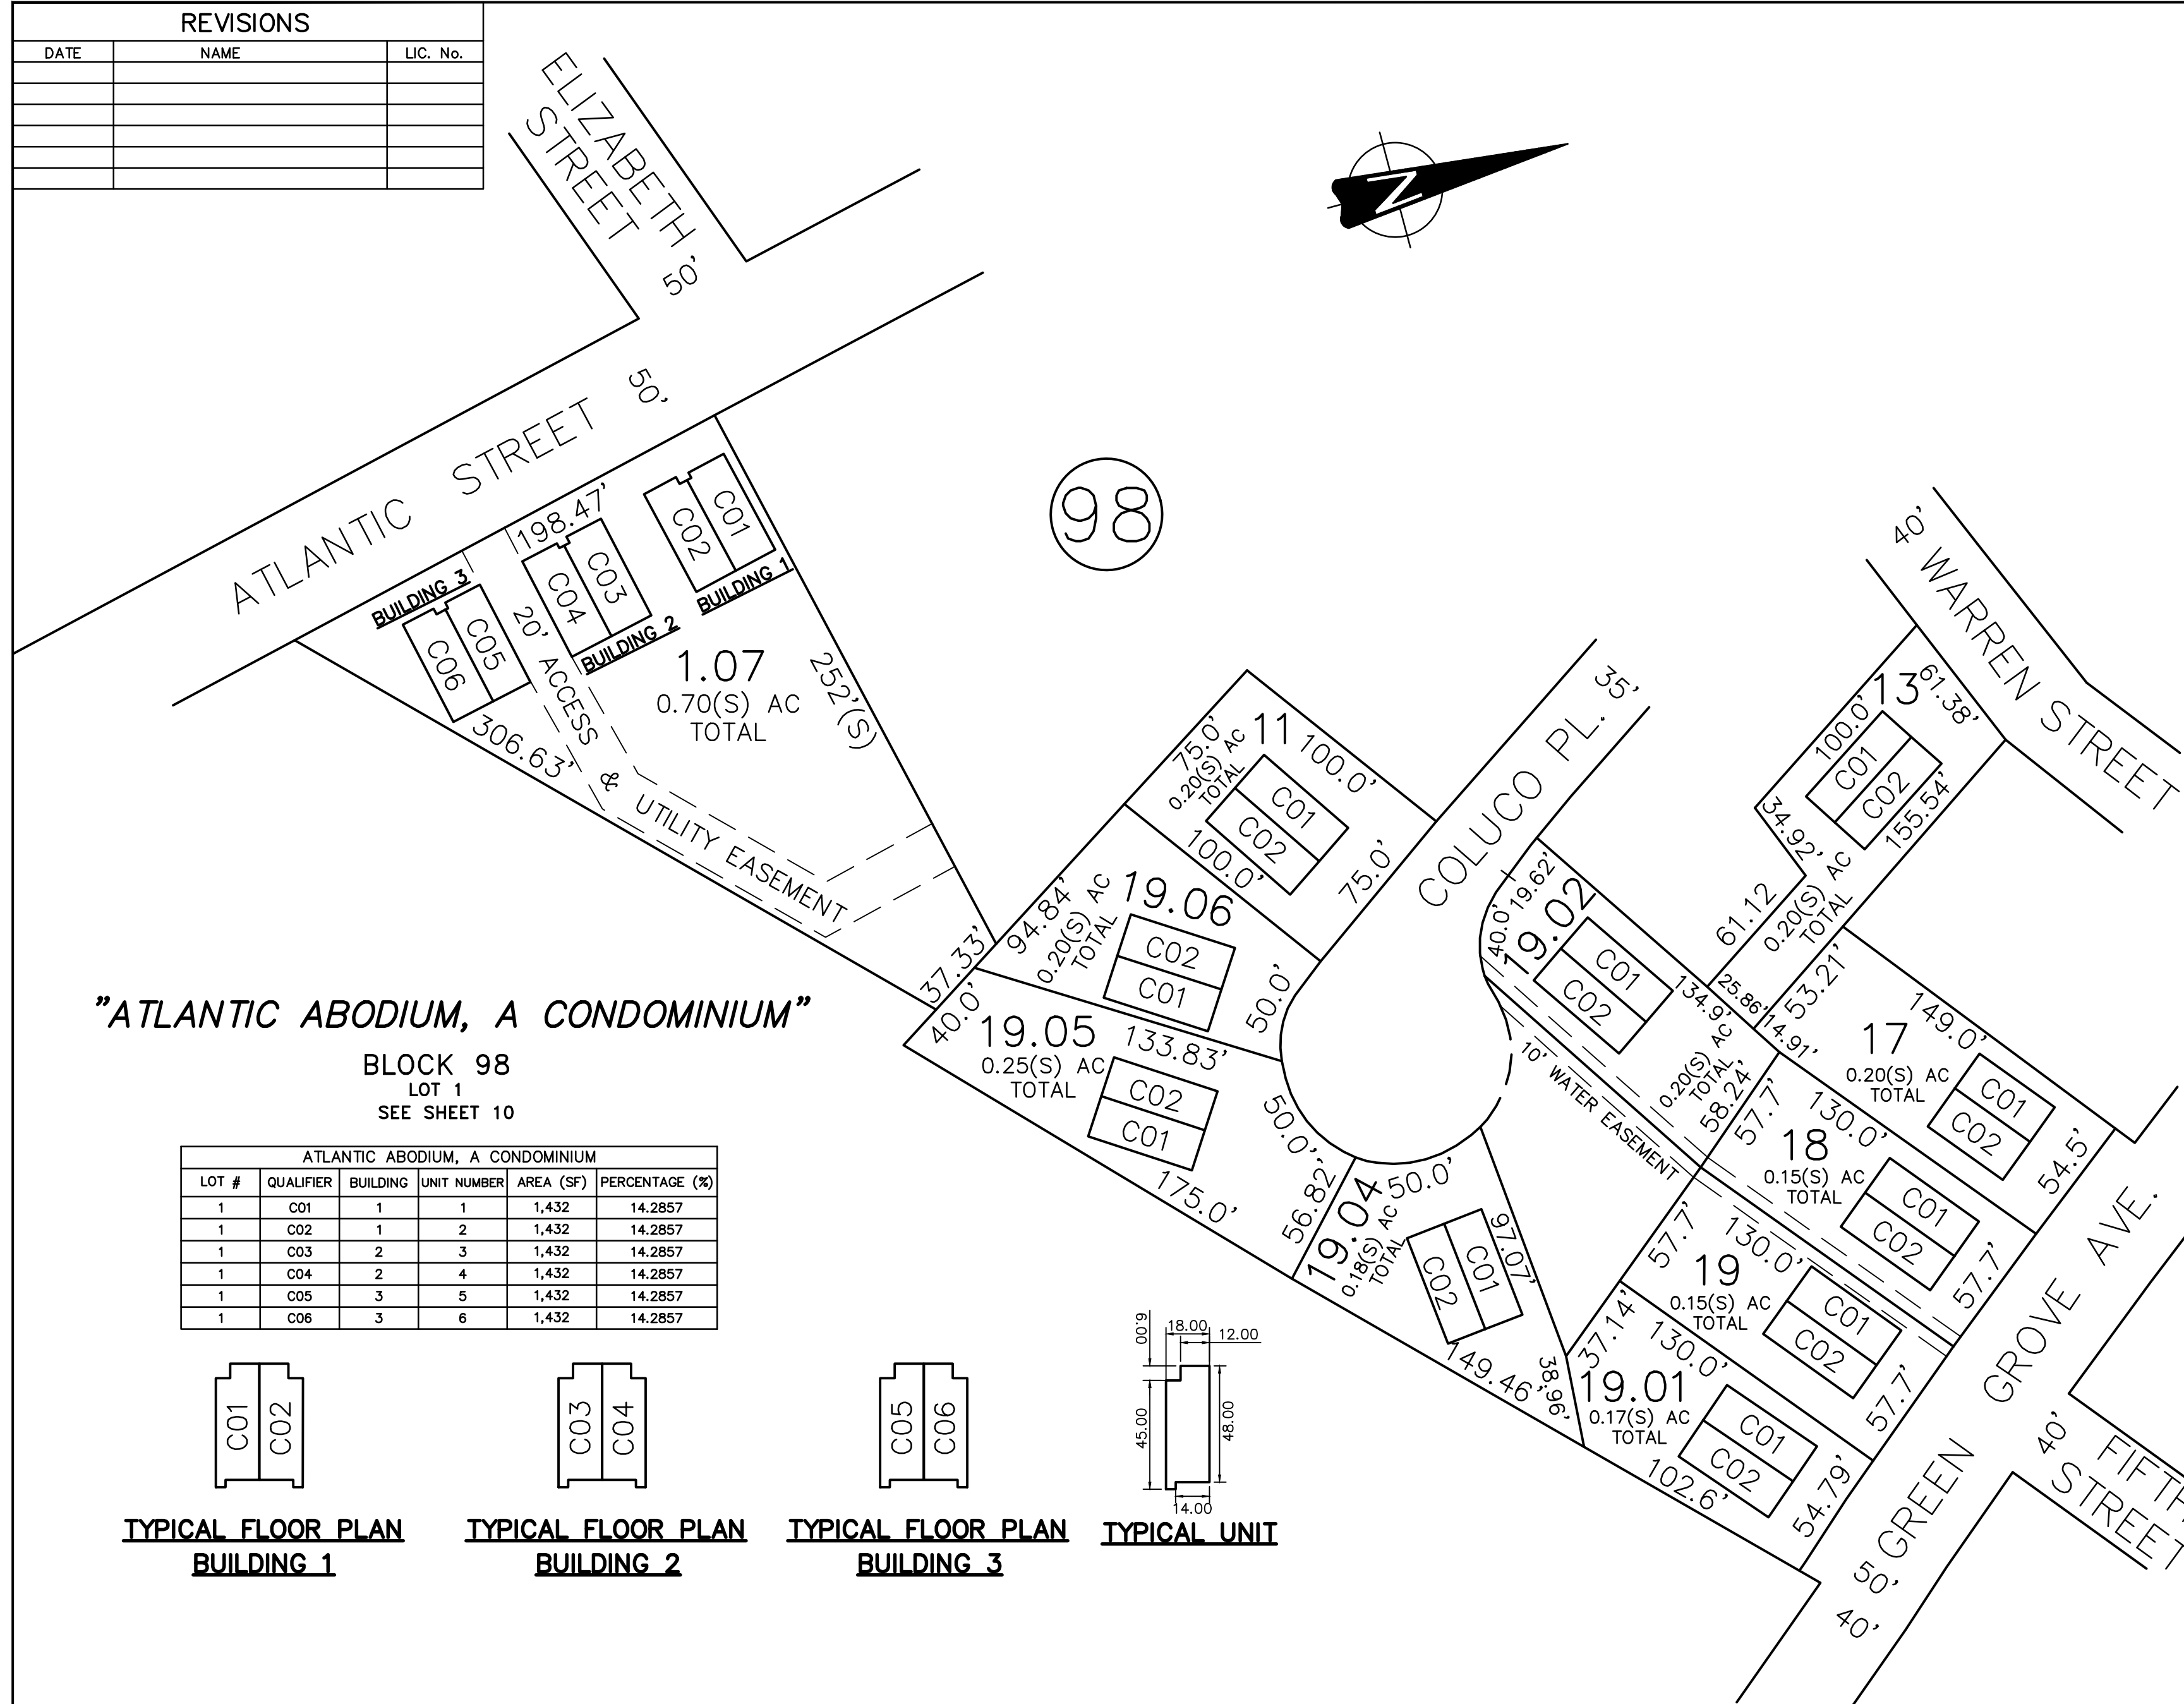 REVISIONS
DATE NAME LIC. No.
ELIZABETH
STREET
50'
N
ATLANTIC STREET 50'
98
198.47'
C01
C02
BUILDING 1
C03
C04
BUILDING 2
BUILDING 3
C05
C06
20' ACCESS & UTILITY EASEMENT
1.07
0.70(S) AC
TOTAL
252'(S)
306.63'
37.33'
40' WARREN STREET
13
61.38'
100.0'
C01
C02
155.54'
34.92'
61.12
0.20(S) AC
TOTAL
25.86'
53.21'
COLUCO PL. 35'
11
75.0'
0.20(S) AC
TOTAL
100.0'
C01
C02
100.0'
75.0'
19.06
94.84'
0.20(S) AC
TOTAL
C02
C01
50.0'
19.05
40.0'
133.83'
0.25(S) AC
TOTAL
C02
C01
50.0'
175.0'
56.82'
19.04
50.0'
0.18(S) AC
TOTAL
C01
C02
97.07'
149.46'
38.96'
19.02
19.62'
40.0'
C01
C02
134.9'
0.20(S) AC
TOTAL
58.24'
10' WATER EASEMENT
14.91'
17
149.0'
0.20(S) AC
TOTAL
C01
C02
54.5'
130.0'
18
57.7'
0.15(S) AC
TOTAL
C01
C02
57.7'
130.0'
19
57.7'
0.15(S) AC
TOTAL
C01
C02
57.7'
130.0'
19.01
37.14'
0.17(S) AC
TOTAL
C01
C02
54.79'
102.6'
GREEN GROVE AVE.
50'
40'
40'
STREET
"ATLANTIC ABODIUM, A CONDOMINIUM"
BLOCK 98
LOT 1
SEE SHEET 10
ATLANTIC ABODIUM, A CONDOMINIUM
LOT # QUALIFIER BUILDING UNIT NUMBER AREA (SF) PERCENTAGE (%)
1 C01 1 1 1,432 14.2857
1 C02 1 2 1,432 14.2857
1 C03 2 3 1,432 14.2857
1 C04 2 4 1,432 14.2857
1 C05 3 5 1,432 14.2857
1 C06 3 6 1,432 14.2857
C01 C02
TYPICAL FLOOR PLAN
BUILDING 1
C03 C04
TYPICAL FLOOR PLAN
BUILDING 2
C05 C06
TYPICAL FLOOR PLAN
BUILDING 3
6.00
18.00
12.00
45.00
48.00
14.00
TYPICAL UNIT